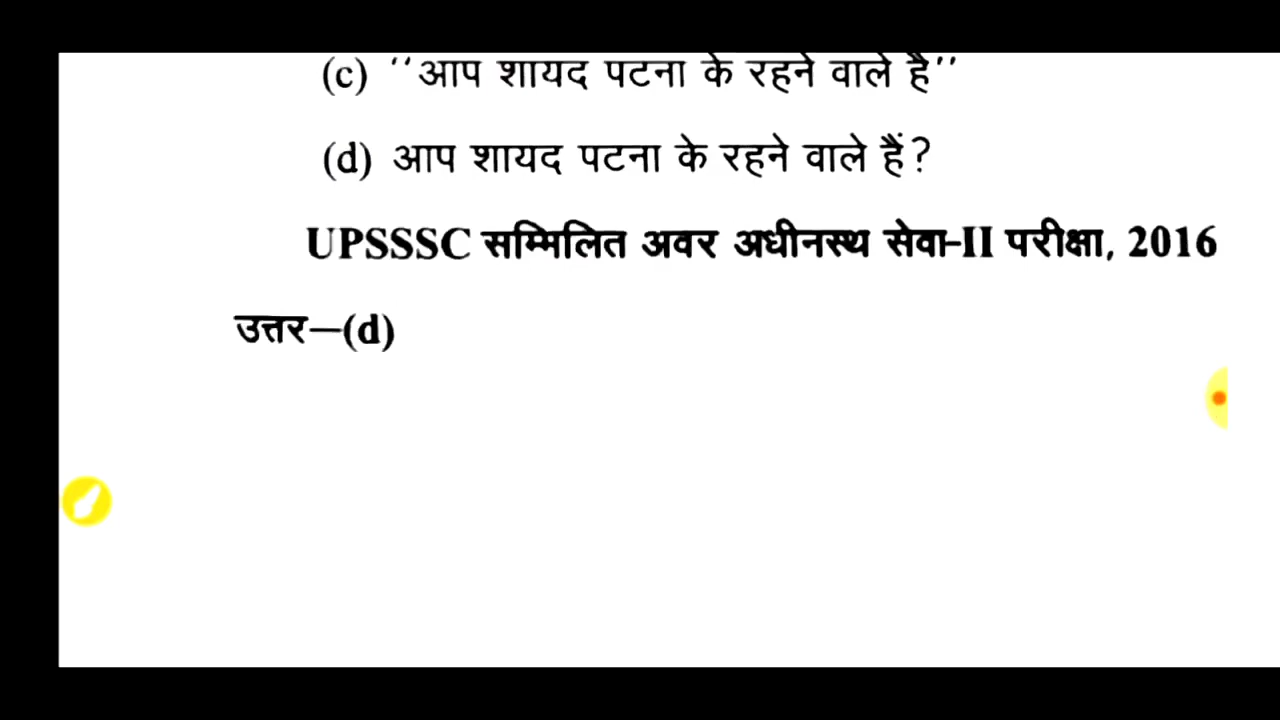 (c) ''आप शायद पटना के रहने वाले है''
(d) आप शायद पटना के रहने वाले हैं?
UPSSSC सम्मिलित अवर अधीनस्थ सेवा-II परीक्षा, 2016
उत्तर—(d)